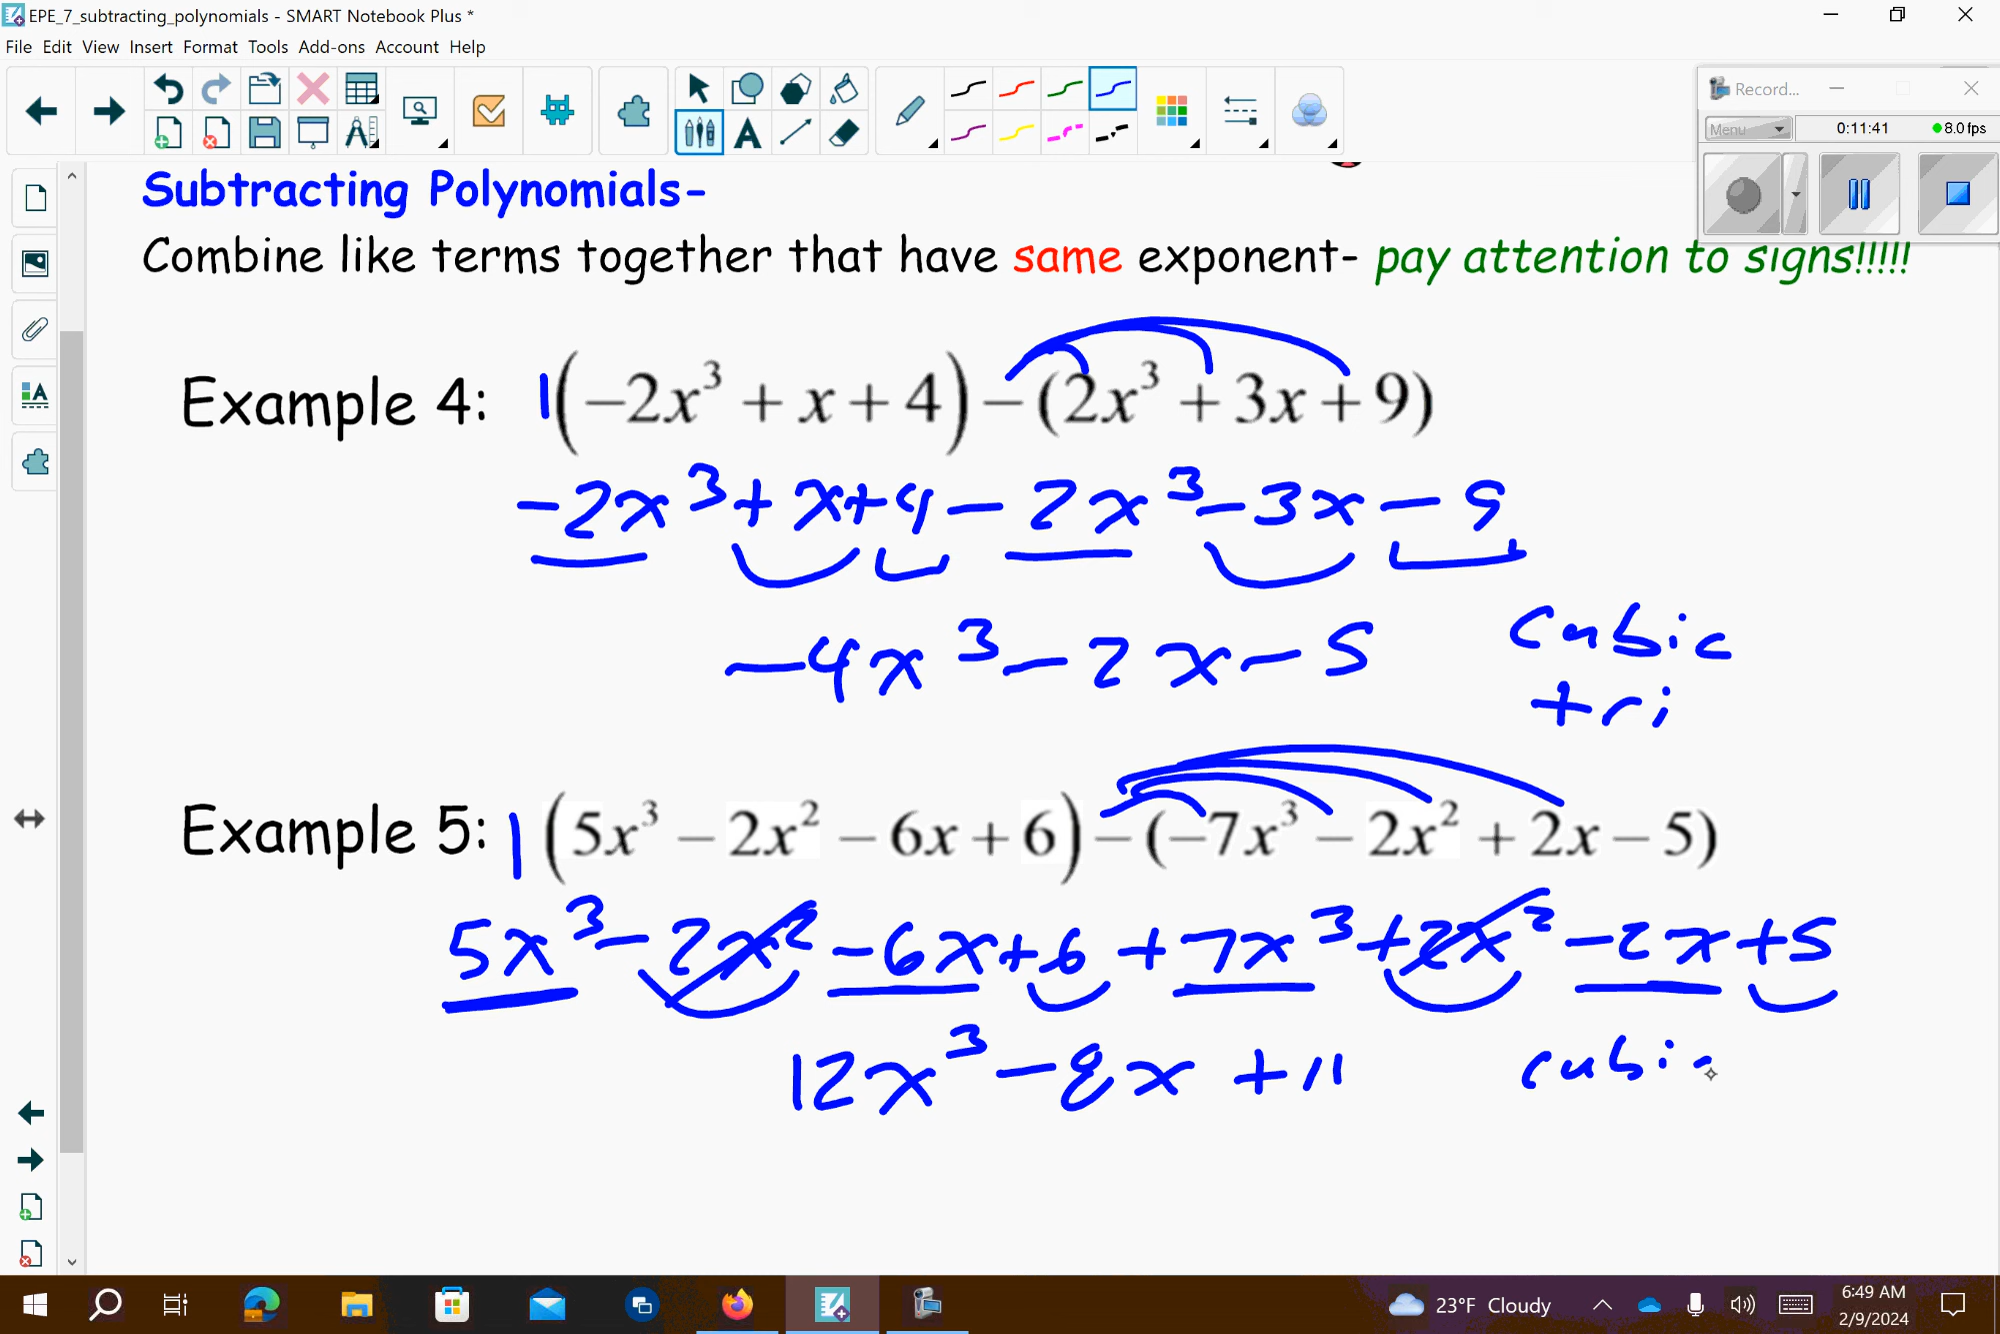 EPE_7_subtracting_polynomials - SMART Notebook Plus *
File Edit View Insert Format Tools Add-ons Account Help
Record...
Menu 0:11:41 8.0 fps
Subtracting Polynomials-
Combine like terms together that have same exponent- pay attention to signs!!!!!
Example 4: 1(−2x³ + x + 4) − (2x³ + 3x + 9)
-2x³ + x + 4 - 2x³ - 3x - 9
-4x³ - 2x - 5
cubic
tri
Example 5: 1(5x³ − 2x² − 6x + 6) − (−7x³ − 2x² + 2x − 5)
5x³ - 2x² - 6x + 6 + 7x³ + 2x² - 2x + 5
12x³ - 8x + 11 cubic
23°F Cloudy
6:49 AM
2/9/2024